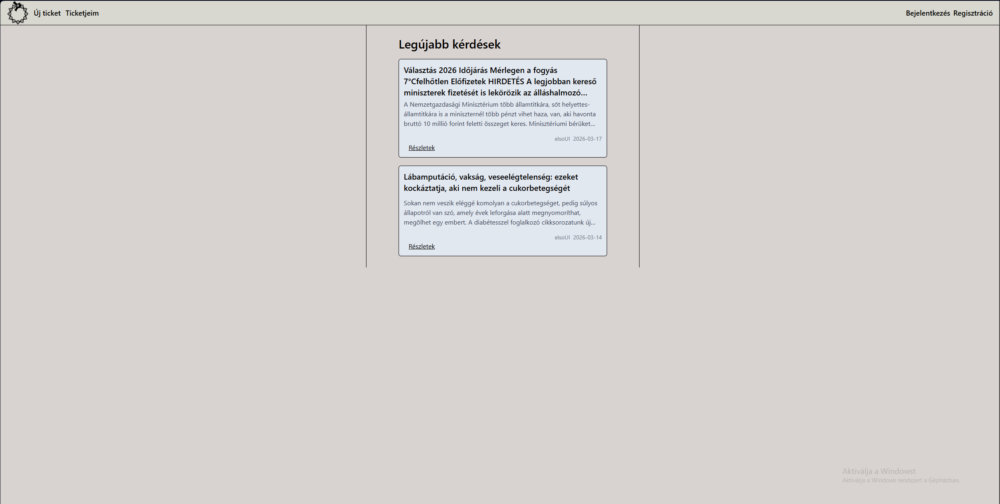 Új ticket Ticketjeim Bejelentkezés Regisztráció
Legújabb kérdések
Választás 2026 Időjárás Mérlegen a fogyás
7°Cfelhőtlen Előfizetek HIRDETÉS A legjobban kereső
miniszterek fizetését is lekörözik az álláshalmozó...
A Nemzetgazdasági Minisztérium több államtitkára, sőt helyettes-
államtitkára is a miniszternél több pénzt vihet haza, van, aki havonta
bruttó 10 millió forint feletti összeget keres. Minisztériumi bérüket...
elsoUI 2026-03-17
Részletek
Lábamputáció, vakság, veseelégtelenség: ezeket
kockáztatja, aki nem kezeli a cukorbetegségét
Sokan nem veszik eléggé komolyan a cukorbetegséget, pedig súlyos
állapotról van szó, amely évek leforgása alatt megnyomoríthat,
megölhet egy embert. A diabétesszel foglalkozó cikksorozatunk új...
elsoUI 2026-03-14
Részletek
Aktiválja a Windowst
Aktiválja a Windows rendszert a Gépházban.